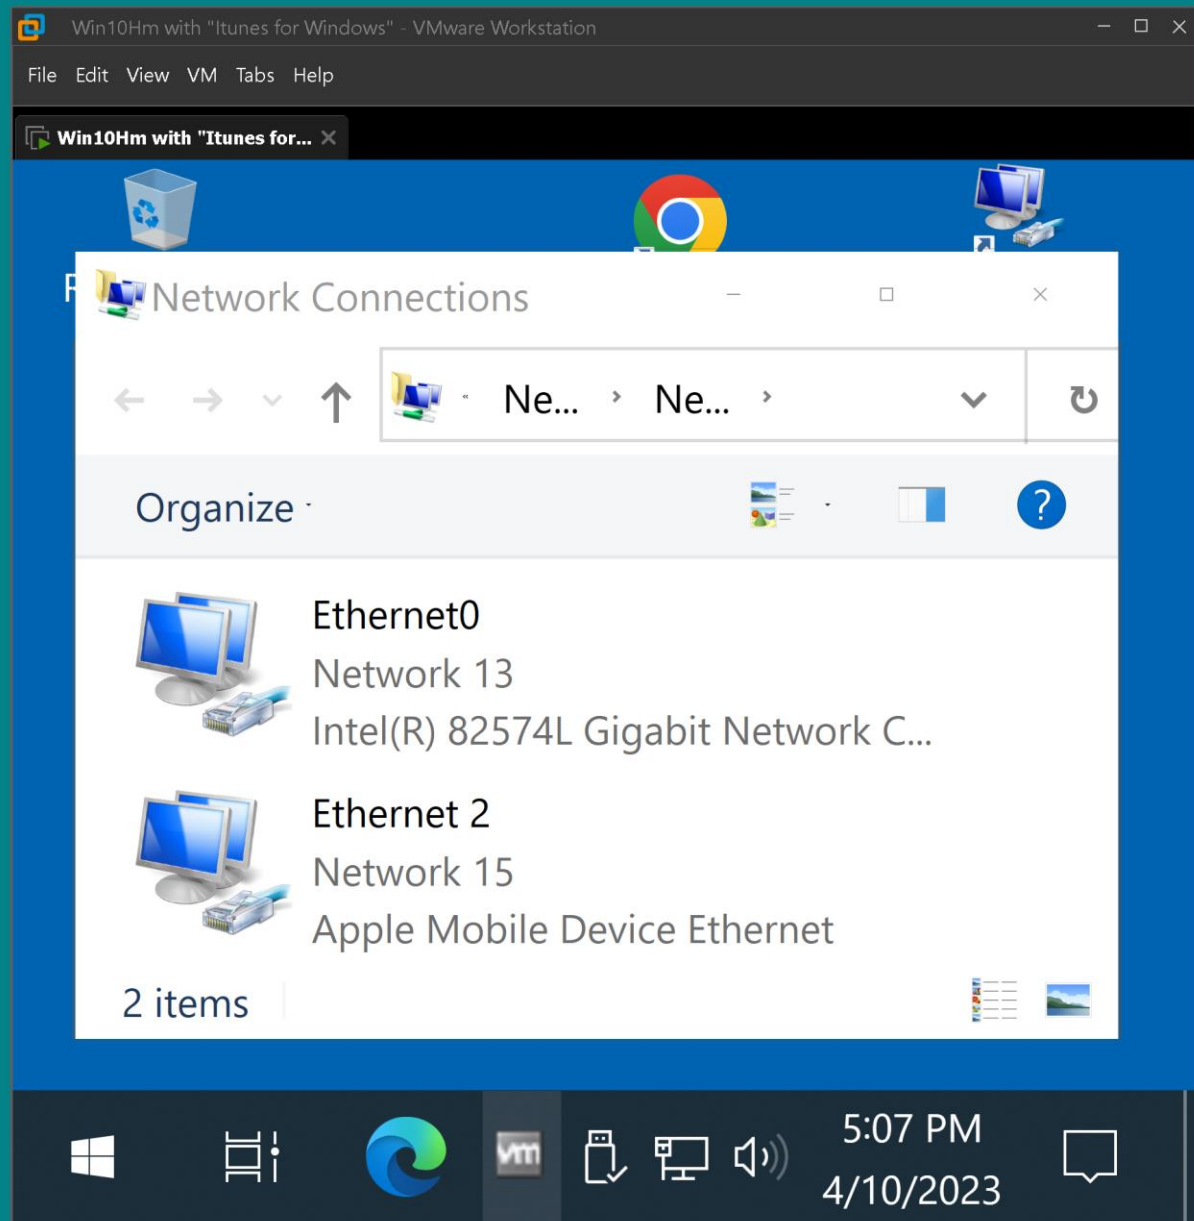 Win10Hm with "Itunes for Windows" - VMware Workstation
File Edit View VM Tabs Help
Win10Hm with "Itunes for...
R
Network Connections
« Ne... Ne...
Organize
?
Ethernet0
Network 13
Intel(R) 82574L Gigabit Network C...
Ethernet 2
Network 15
Apple Mobile Device Ethernet
2 items
vm
5:07 PM
4/10/2023